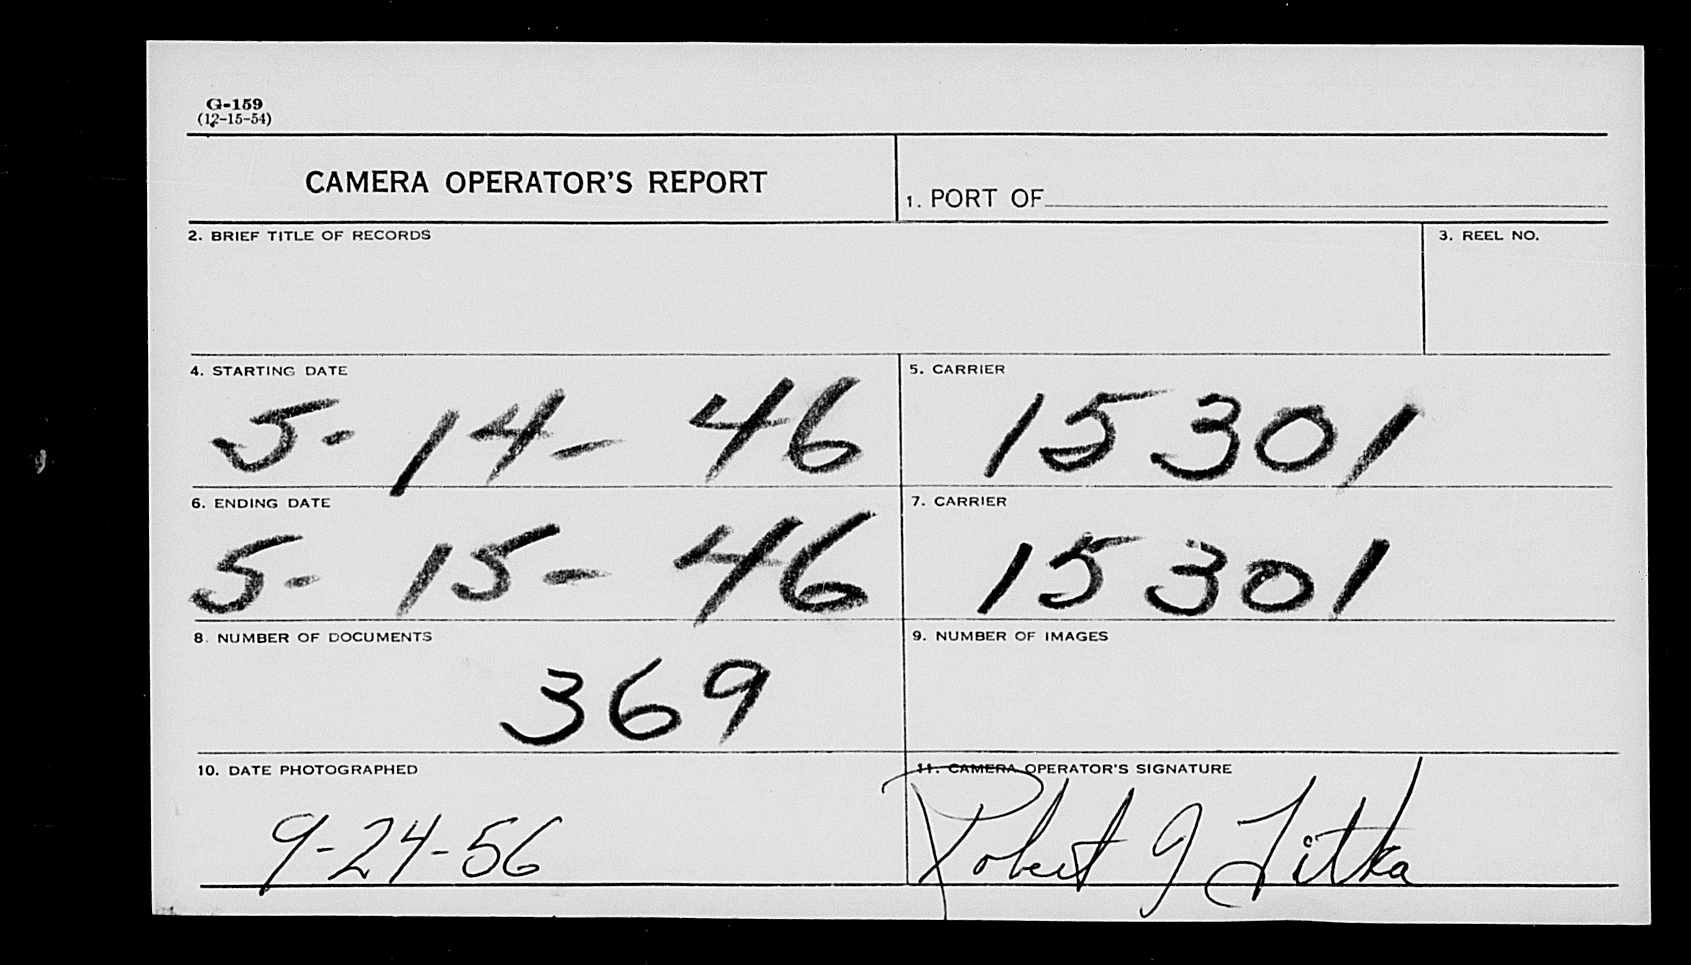 G-159
(12-15-54)
CAMERA OPERATOR'S REPORT
1. PORT OF
2. BRIEF TITLE OF RECORDS
3. REEL NO.
4. STARTING DATE
5-14-46
5. CARRIER
15301
6. ENDING DATE
5-15-46
7. CARRIER
15301
8. NUMBER OF DOCUMENTS
369
9. NUMBER OF IMAGES
10. DATE PHOTOGRAPHED
9-24-56
11. CAMERA OPERATOR'S SIGNATURE
Robert J